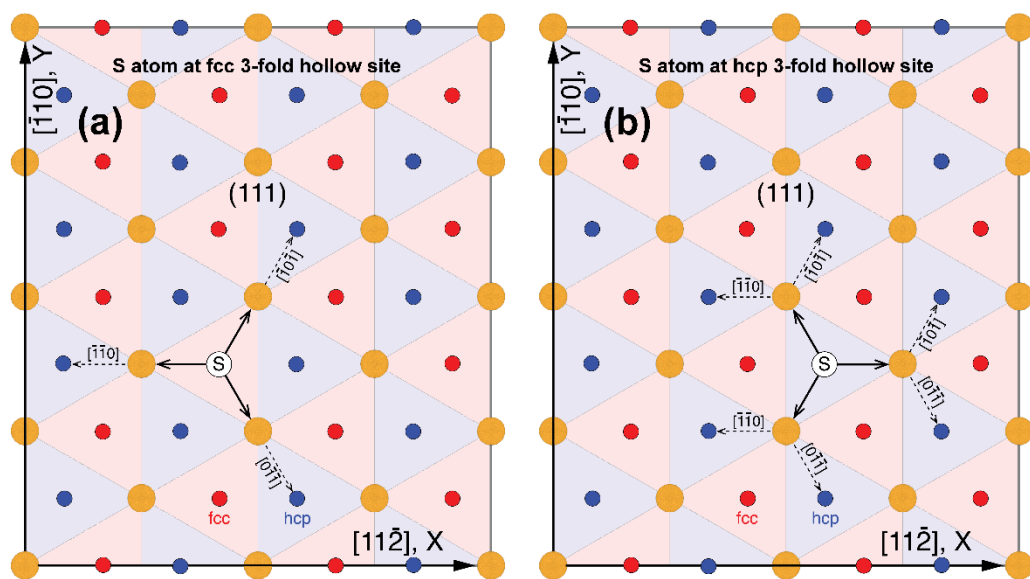 S atom at fcc 3-fold hollow site
(a)
[1̄10], Y
(111)
[1̄01̄]
[1̄1̄0]
S
[01̄1̄]
fcc
hcp
[112̄], X
S atom at hcp 3-fold hollow site
(b)
[1̄10], Y
(111)
[1̄01̄]
[1̄1̄0]
[1̄01̄]
S
[01̄1̄]
[1̄1̄0]
[01̄1̄]
fcc
hcp
[112̄], X